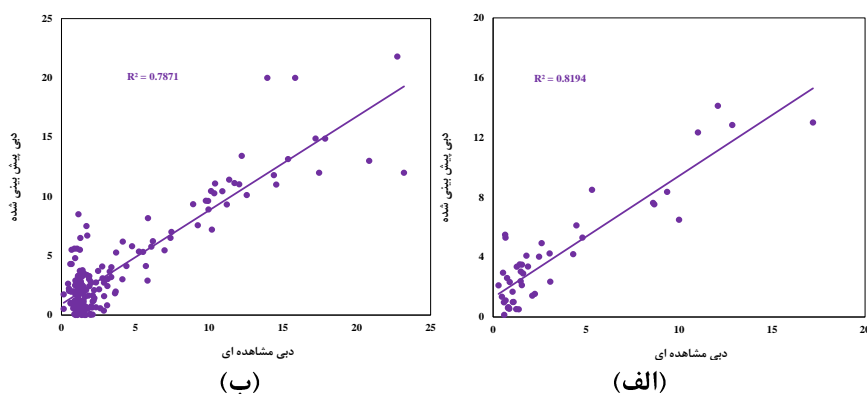 R² = 0.8194
20
16
12
8
4
0
0
5
10
15
20
دبی پیش بینی شده
دبی مشاهده ای
(الف)
R² = 0.7871
25
20
15
10
5
0
0
5
10
15
20
25
دبی پیش بینی شده
دبی مشاهده ای
(ب)